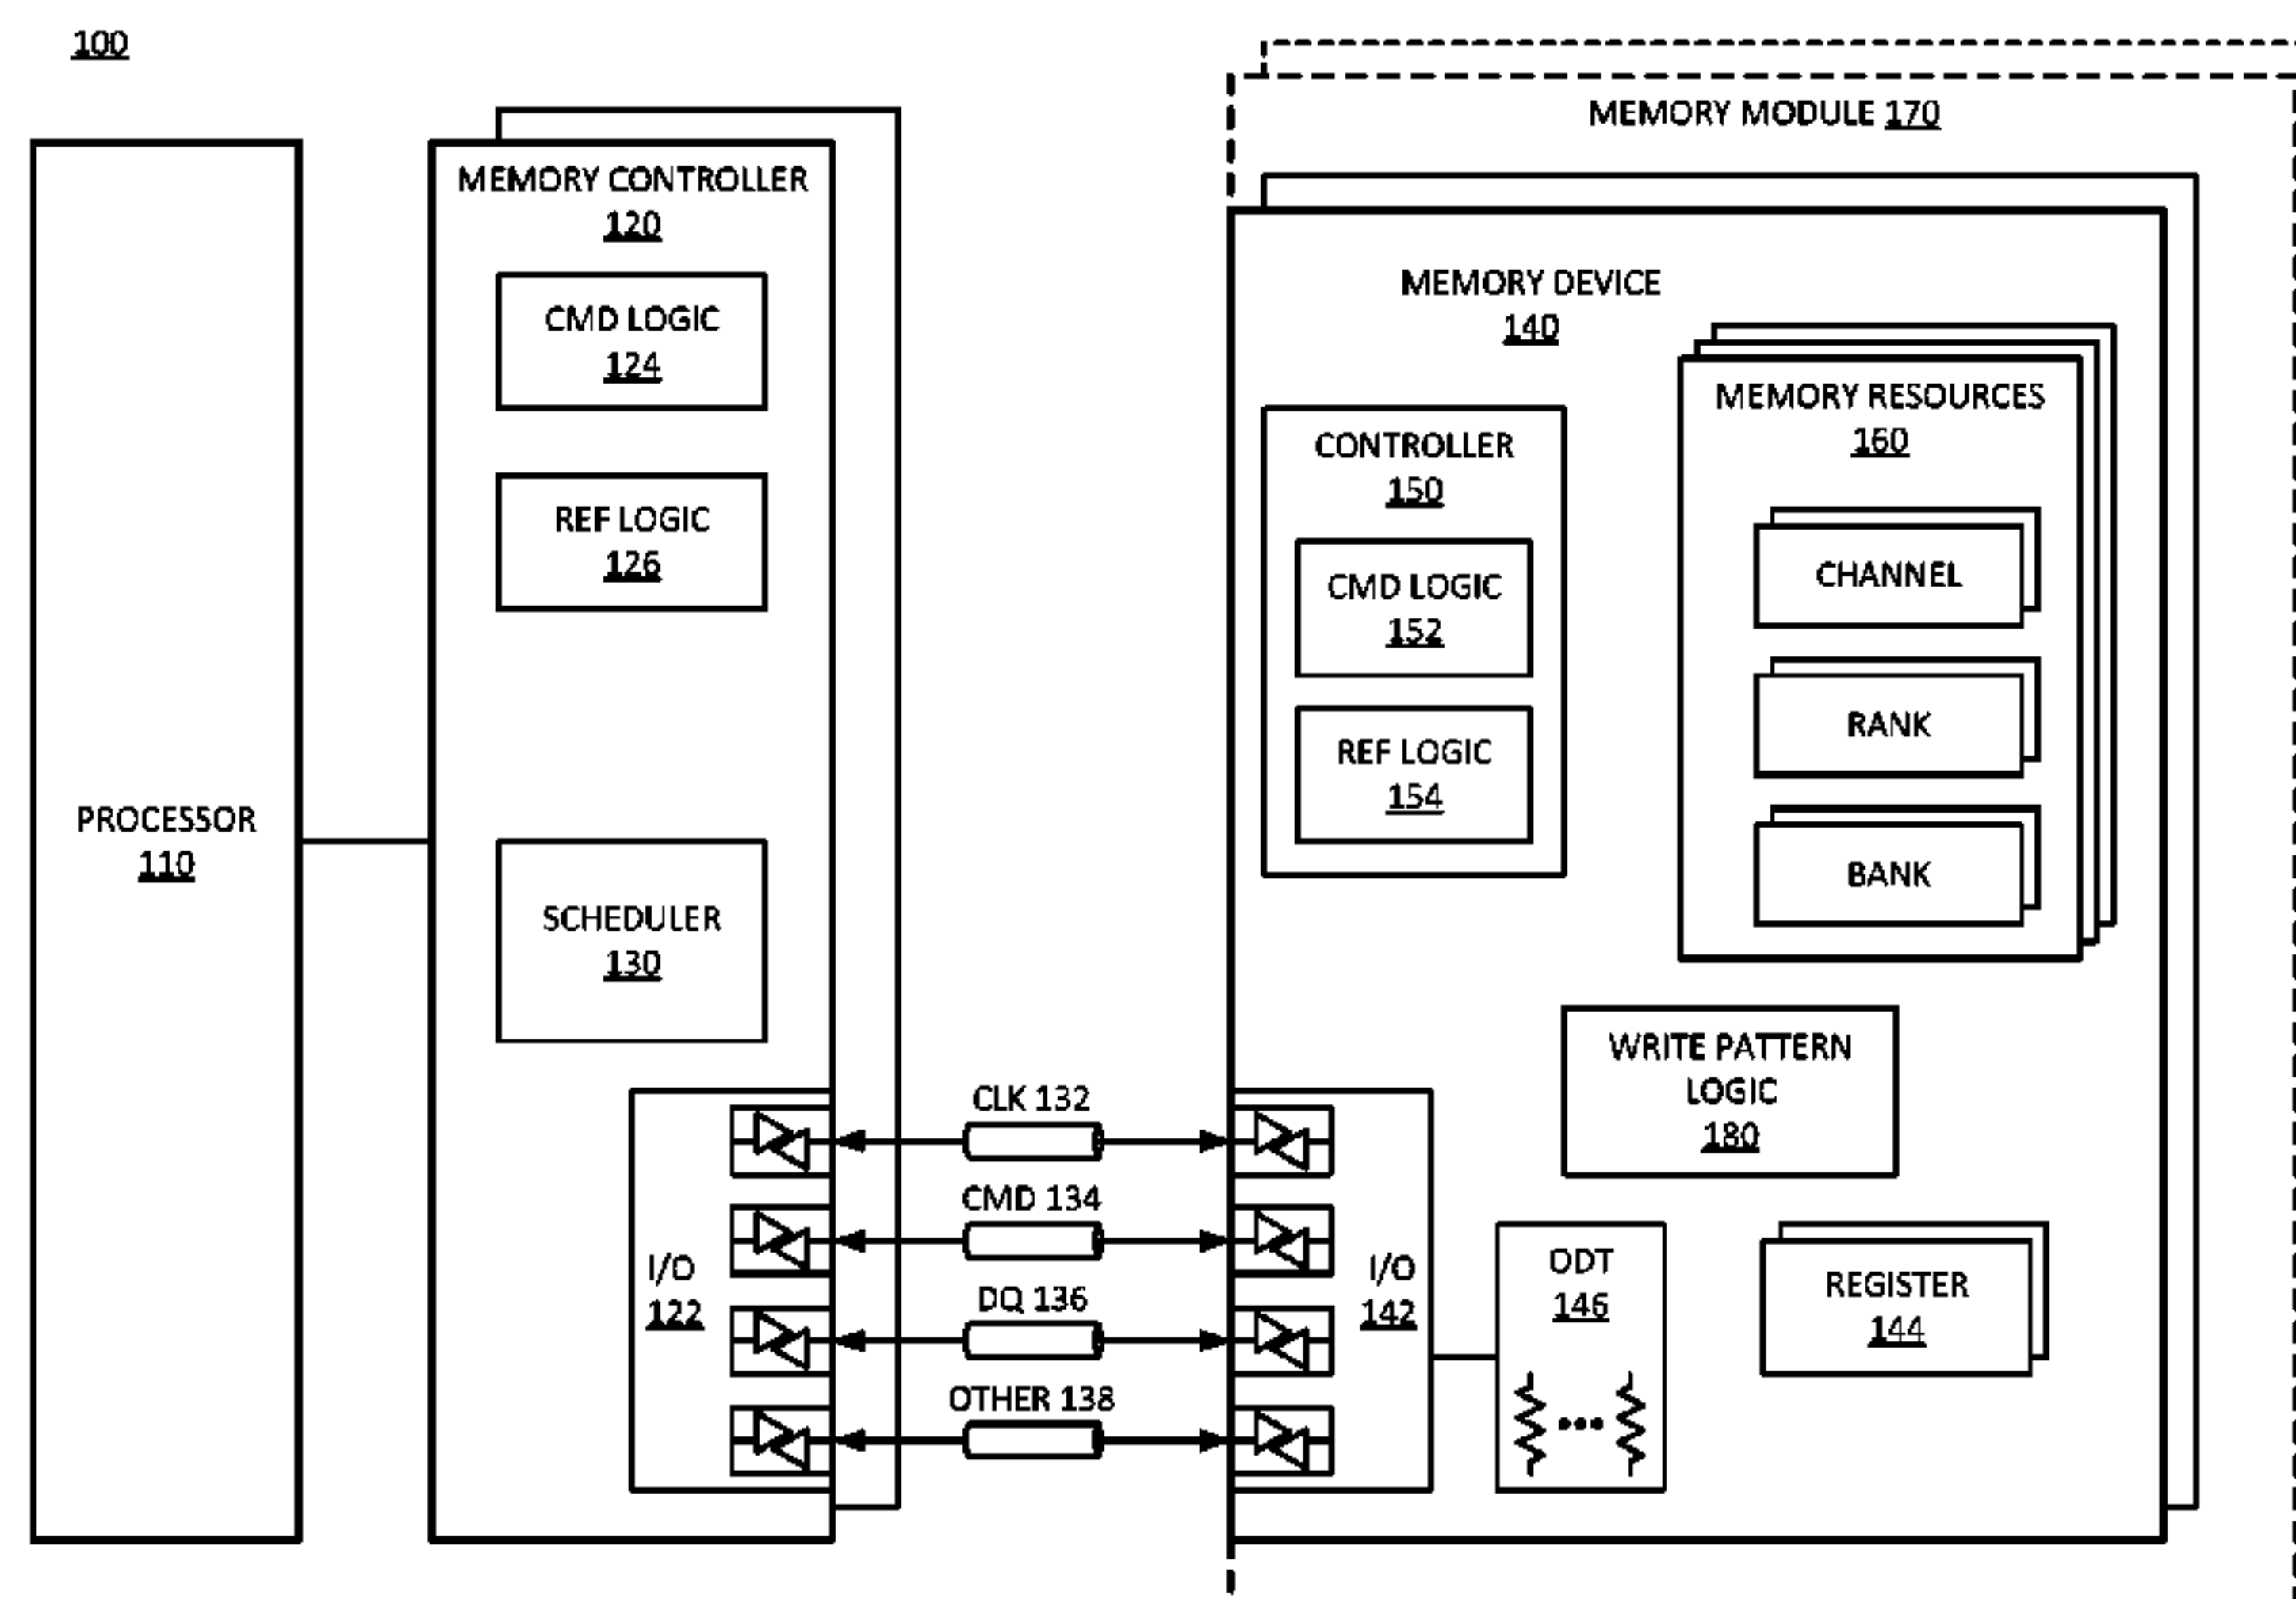 100
MEMORY MODULE 170
MEMORY CONTROLLER
120
CMD LOGIC
124
REF LOGIC
126
PROCESSOR
110
SCHEDULER
130
I/O
122
CLK 132
CMD 134
DQ 136
OTHER 138
MEMORY DEVICE
140
CONTROLLER
150
CMD LOGIC
152
REF LOGIC
154
MEMORY RESOURCES
160
CHANNEL
RANK
BANK
WRITE PATTERN
LOGIC
180
I/O
142
ODT
146
REGISTER
144